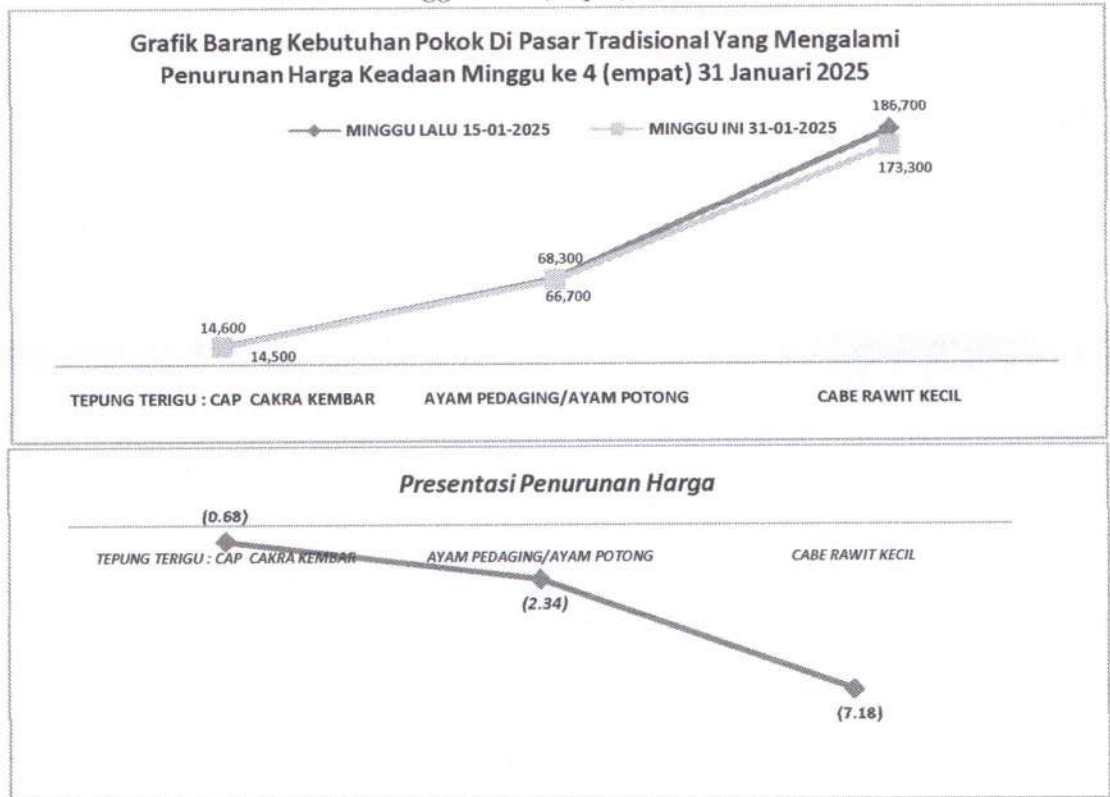 Grafik Barang Kebutuhan Pokok Di Pasar Tradisional Yang Mengalami
Penurunan Harga Keadaan Minggu ke 4 (empat) 31 Januari 2025
186,700
MINGGU LALU 15-01-2025 MINGGU INI 31-01-2025
173,300
68,300
66,700
14,600
14,500
TEPUNG TERIGU : CAP CAKRA KEMBAR AYAM PEDAGING/AYAM POTONG CABE RAWIT KECIL
Presentasi Penurunan Harga
(0.68)
TEPUNG TERIGU : CAP CAKRA KEMBAR AYAM PEDAGING/AYAM POTONG CABE RAWIT KECIL
(2.34)
(7.18)